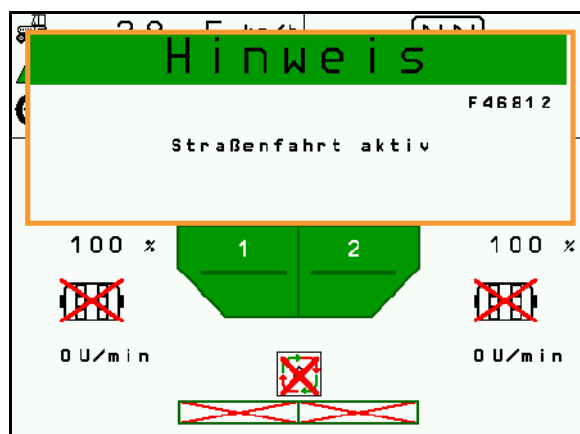 Hinweis
F46812
Straßenfahrt aktiv
100 % 1 2 100 %
0 U/min 0 U/min